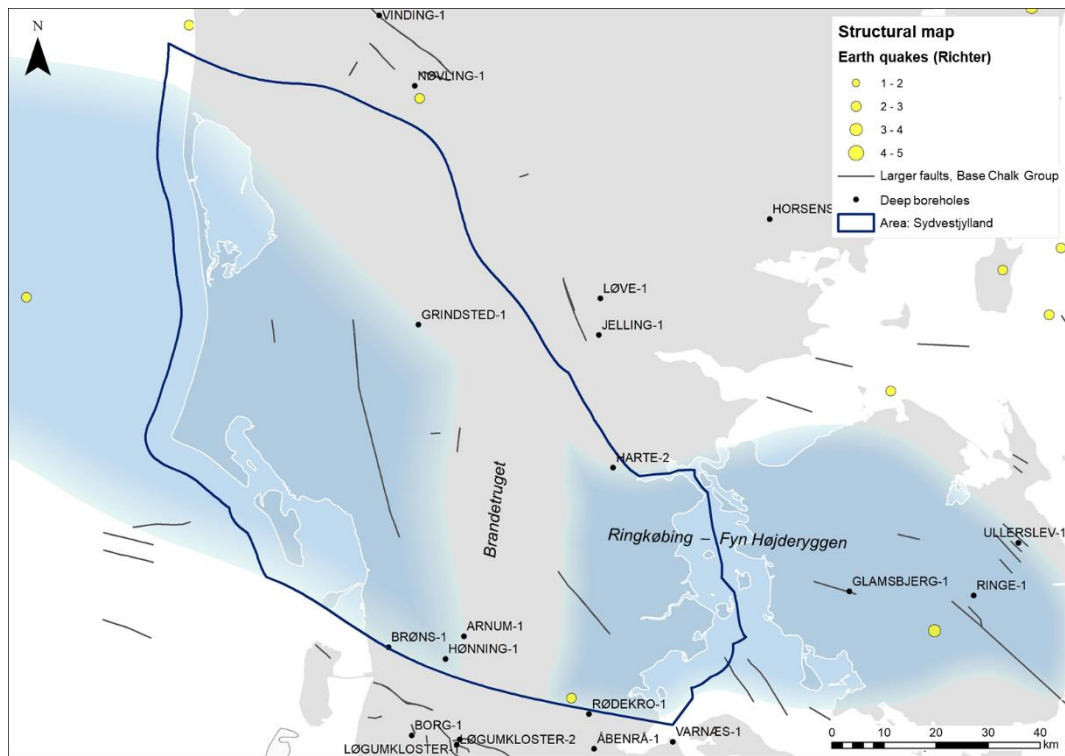 VINDING-1
N
NØVLING-1
Structural map
Earth quakes (Richter)
1 - 2
2 - 3
3 - 4
4 - 5
Larger faults, Base Chalk Group
Deep boreholes
Area: Sydvestjylland
HORSENS
LØVE-1
GRINDSTED-1
JELLING-1
HARTE-2
Brandetruget
Ringkøbing – Fyn Højderyggen
ULLERSLEV-1
GLAMSBJERG-1
RINGE-1
ARNUM-1
BRØNS-1
HØNNING-1
RØDEKRO-1
BORG-1
LØGUMKLOSTER-2
VARNÆS-1
LØGUMKLOSTER-
ÅBENRÅ-1
0 10 20 30 40
km